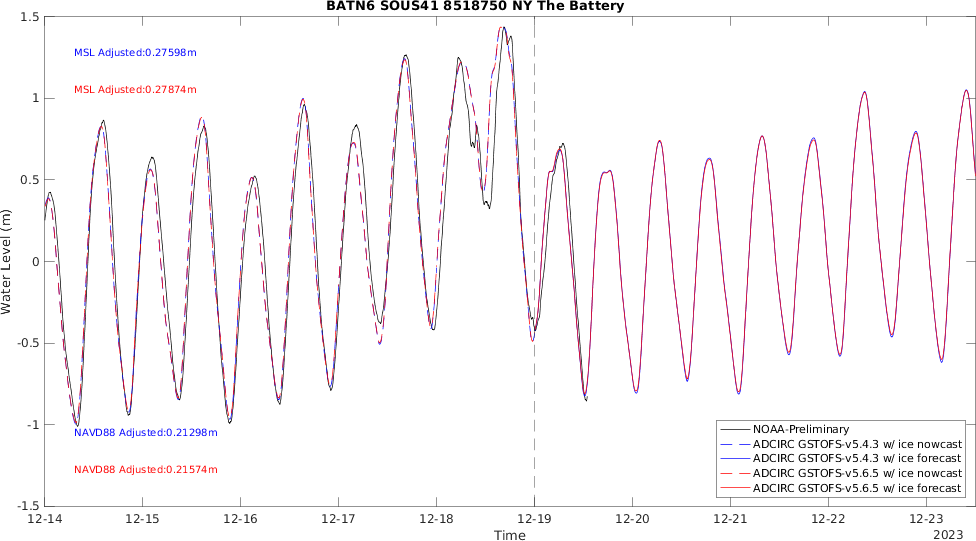 BATN6 SOUS41 8518750 NY The Battery
1.5
1
0.5
0
-0.5
-1
-1.5
Water Level (m)
MSL Adjusted:0.27598m
MSL Adjusted:0.27874m
NAVD88 Adjusted:0.21298m
NAVD88 Adjusted:0.21574m
NOAA-Preliminary
ADCIRC GSTOFS-v5.4.3 w/ ice nowcast
ADCIRC GSTOFS-v5.4.3 w/ ice forecast
ADCIRC GSTOFS-v5.6.5 w/ ice nowcast
ADCIRC GSTOFS-v5.6.5 w/ ice forecast
12-14 12-15 12-16 12-17 12-18 12-19 12-20 12-21 12-22 12-23
Time
2023